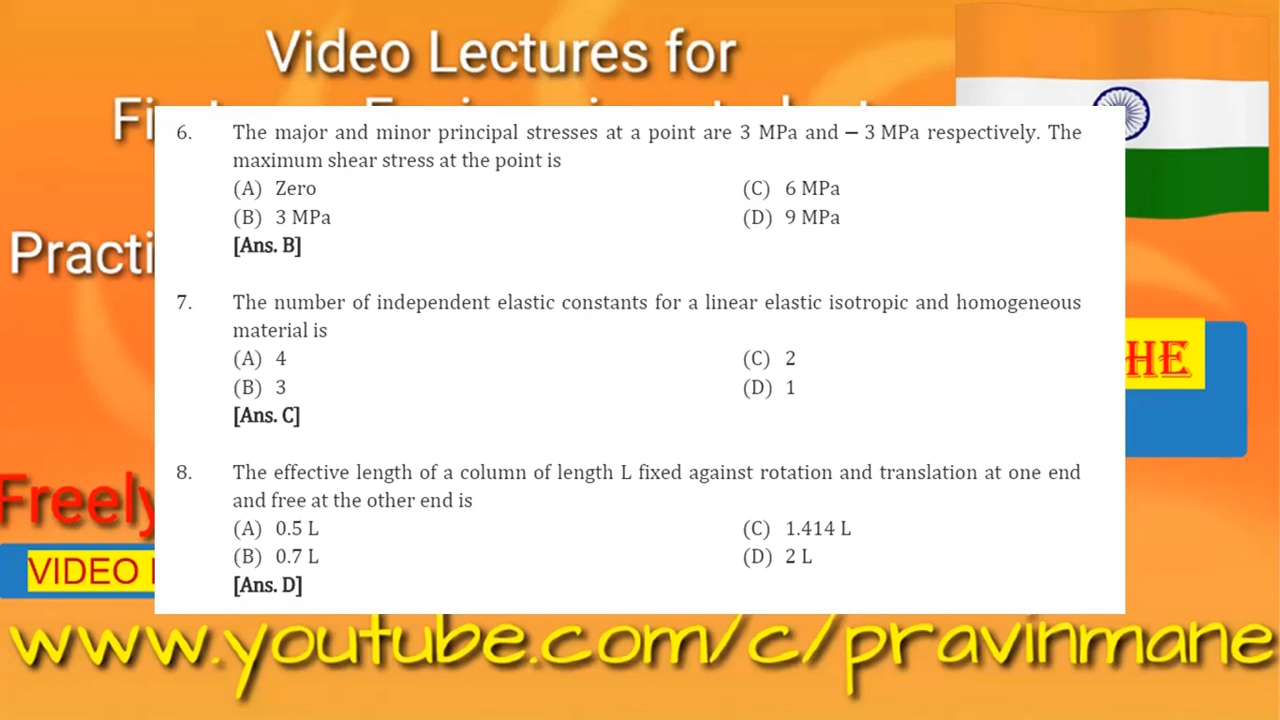 Video Lectures for
6. The major and minor principal stresses at a point are 3 MPa and − 3 MPa respectively. The
maximum shear stress at the point is
(A) Zero (C) 6 MPa
(B) 3 MPa (D) 9 MPa
[Ans. B]
Practi
7. The number of independent elastic constants for a linear elastic isotropic and homogeneous
material is
HE
(A) 4 (C) 2
(B) 3 (D) 1
[Ans. C]
8. The effective length of a column of length L fixed against rotation and translation at one end
and free at the other end is
Freely
(A) 0.5 L (C) 1.414 L
(B) 0.7 L (D) 2 L
VIDEO
[Ans. D]
www.youtube.com/c/pravinmane